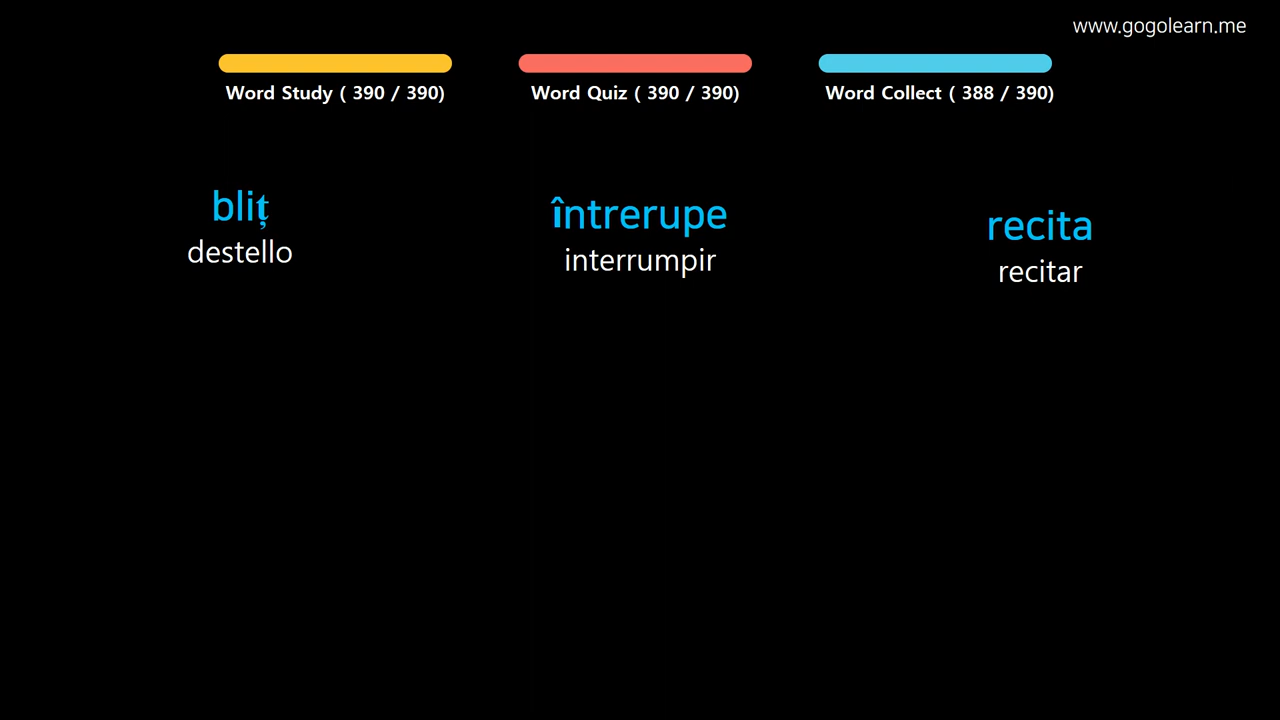 www.gogolearn.me
Word Study ( 390 / 390)
Word Quiz ( 390 / 390)
Word Collect ( 388 / 390)
bliț
destello
întrerupe
interrumpir
recita
recitar